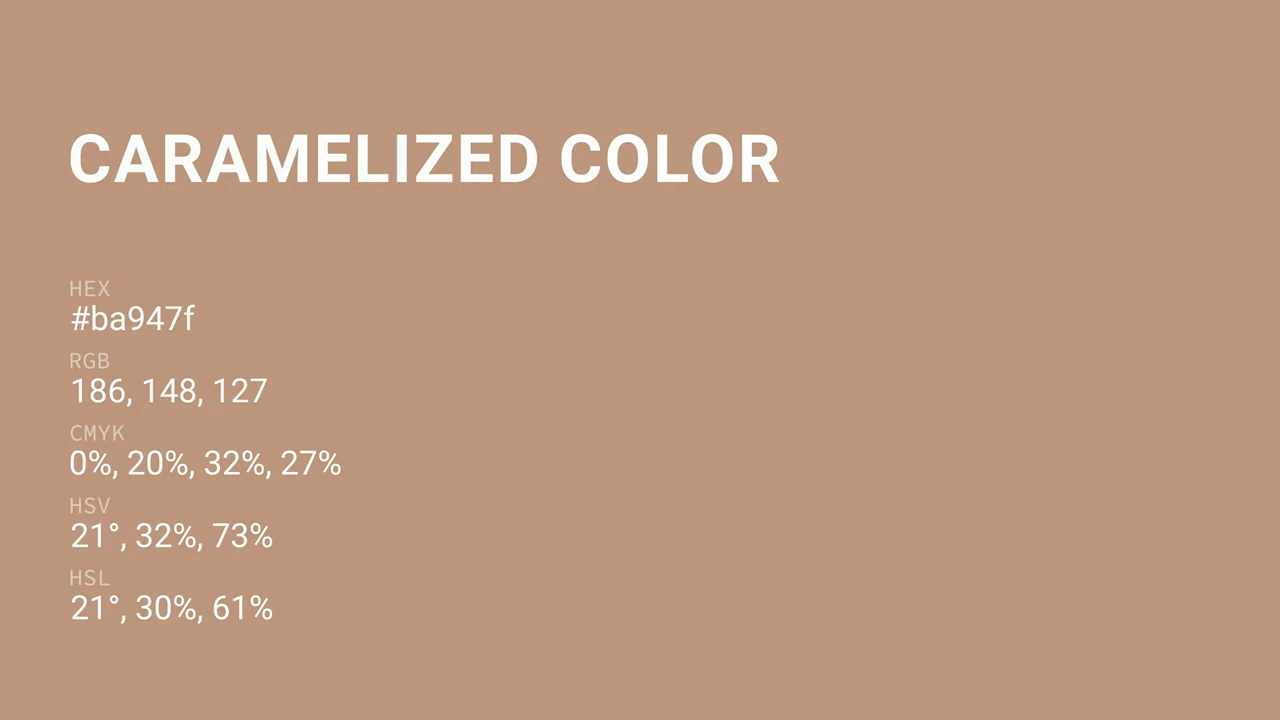 CARAMELIZED COLOR
HEX
#ba947f
RGB
186, 148, 127
CMYK
0%, 20%, 32%, 27%
HSV
21°, 32%, 73%
HSL
21°, 30%, 61%